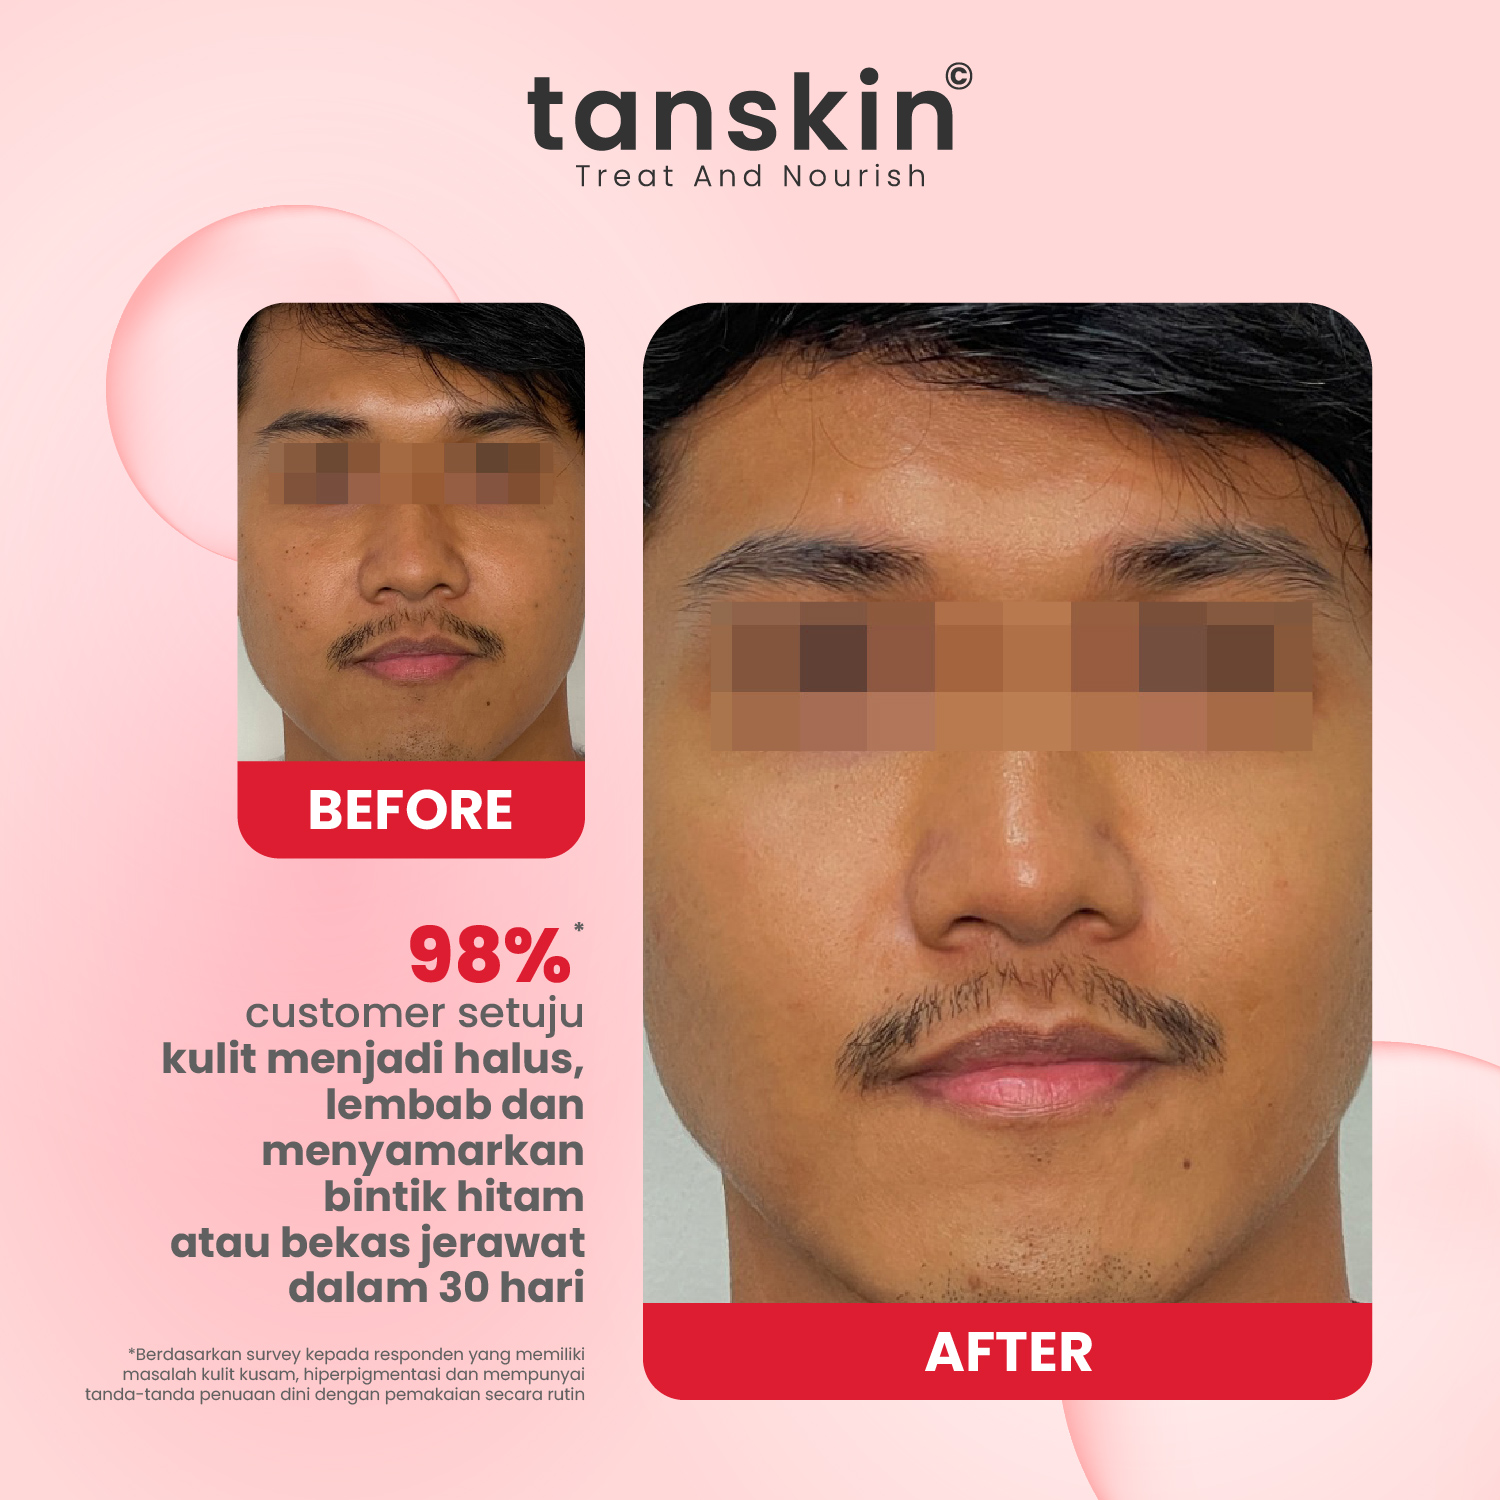 tanskin©
Treat And Nourish
BEFORE
98%*
customer setuju
kulit menjadi halus,
lembab dan
menyamarkan
bintik hitam
atau bekas jerawat
dalam 30 hari
*Berdasarkan survey kepada responden yang memiliki
masalah kulit kusam, hiperpigmentasi dan mempunyai
tanda-tanda penuaan dini dengan pemakaian secara rutin
AFTER